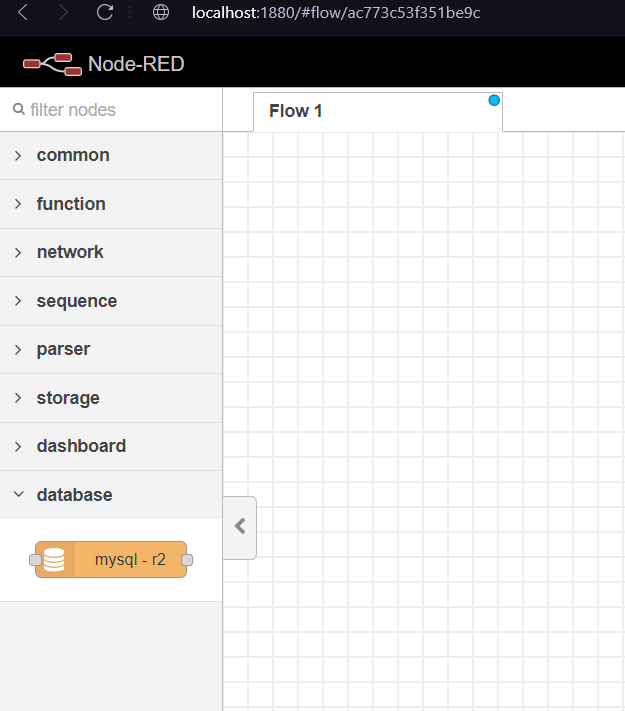 localhost:1880/#flow/ac773c53f351be9c
Node-RED
filter nodes
Flow 1
common
function
network
sequence
parser
storage
dashboard
database
mysql - r2